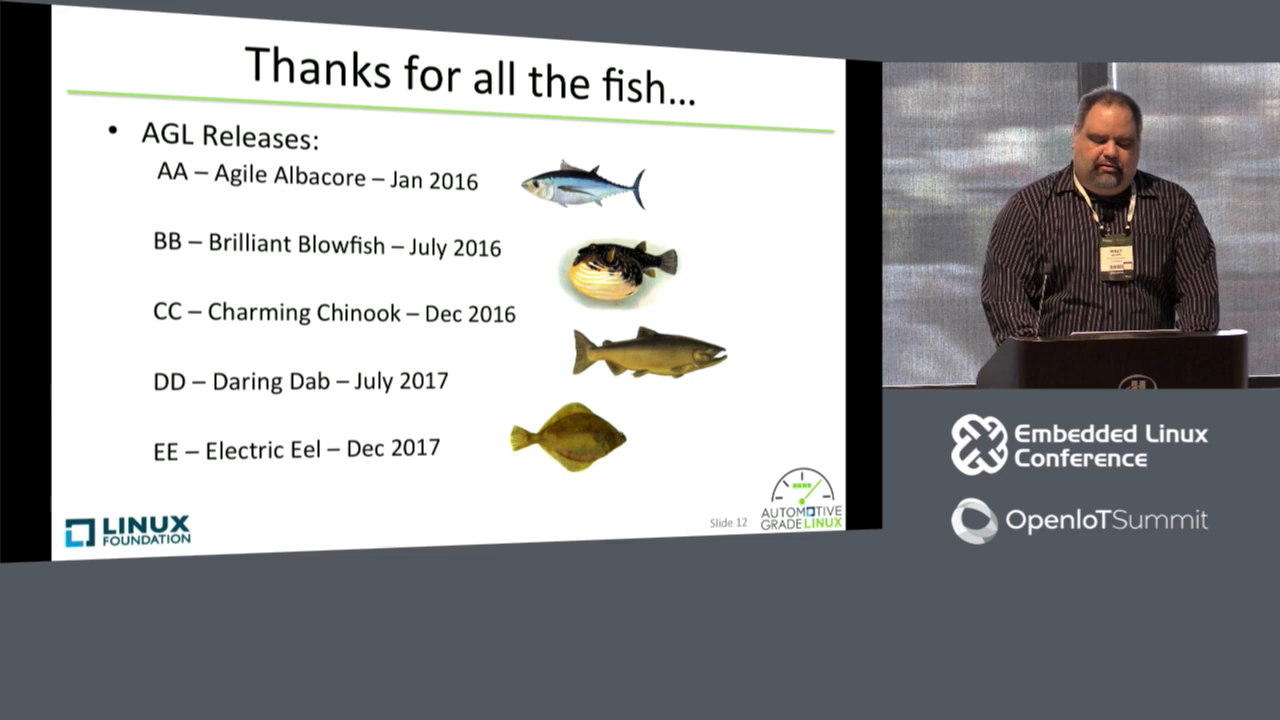 Thanks for all the fish...
• AGL Releases:
AA – Agile Albacore – Jan 2016
BB – Brilliant Blowfish – July 2016
CC – Charming Chinook – Dec 2016
DD – Daring Dab – July 2017
EE – Electric Eel – Dec 2017
LINUX
FOUNDATION
Slide 12
AUTOMOTIVE
GRADE LINUX
Embedded Linux
Conference
OpenIoTSummit